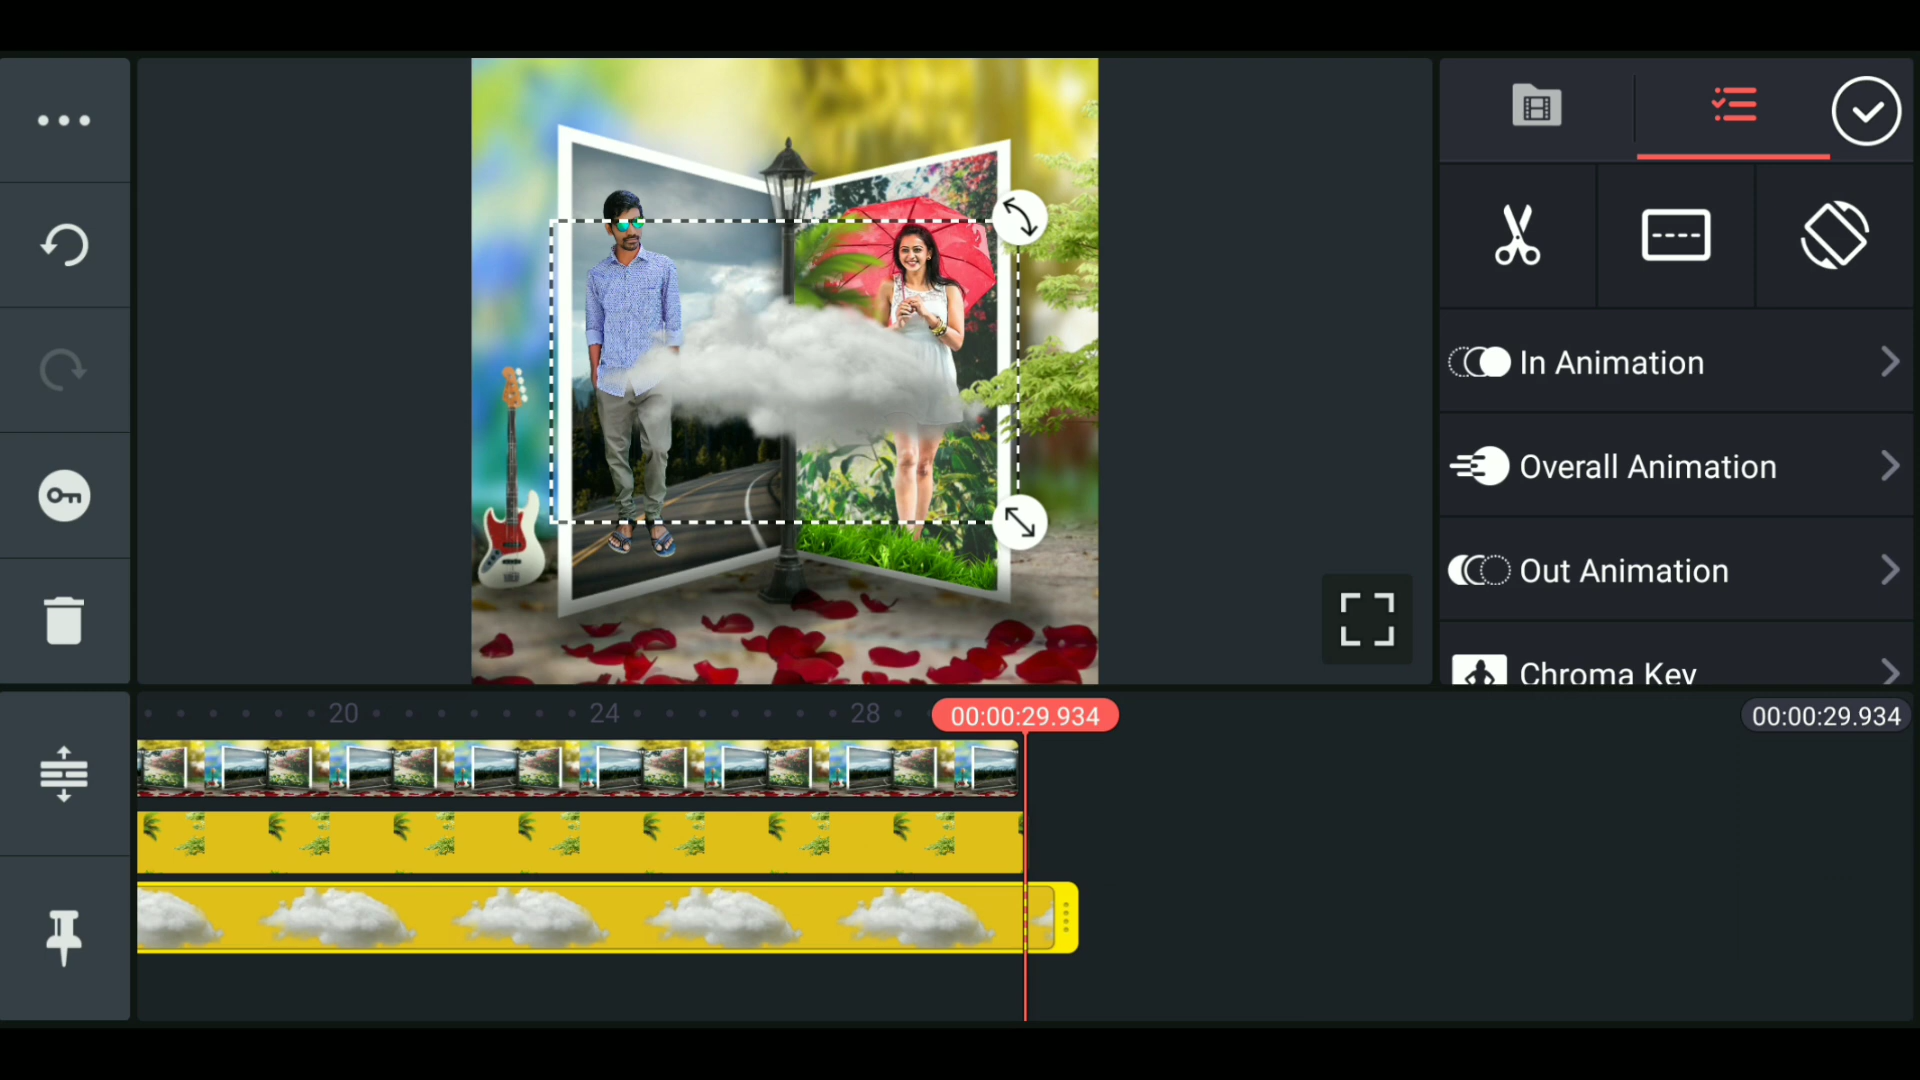 In Animation
Overall Animation
Out Animation
Chroma Key
20
24
28
00:00:29.934
00:00:29.934